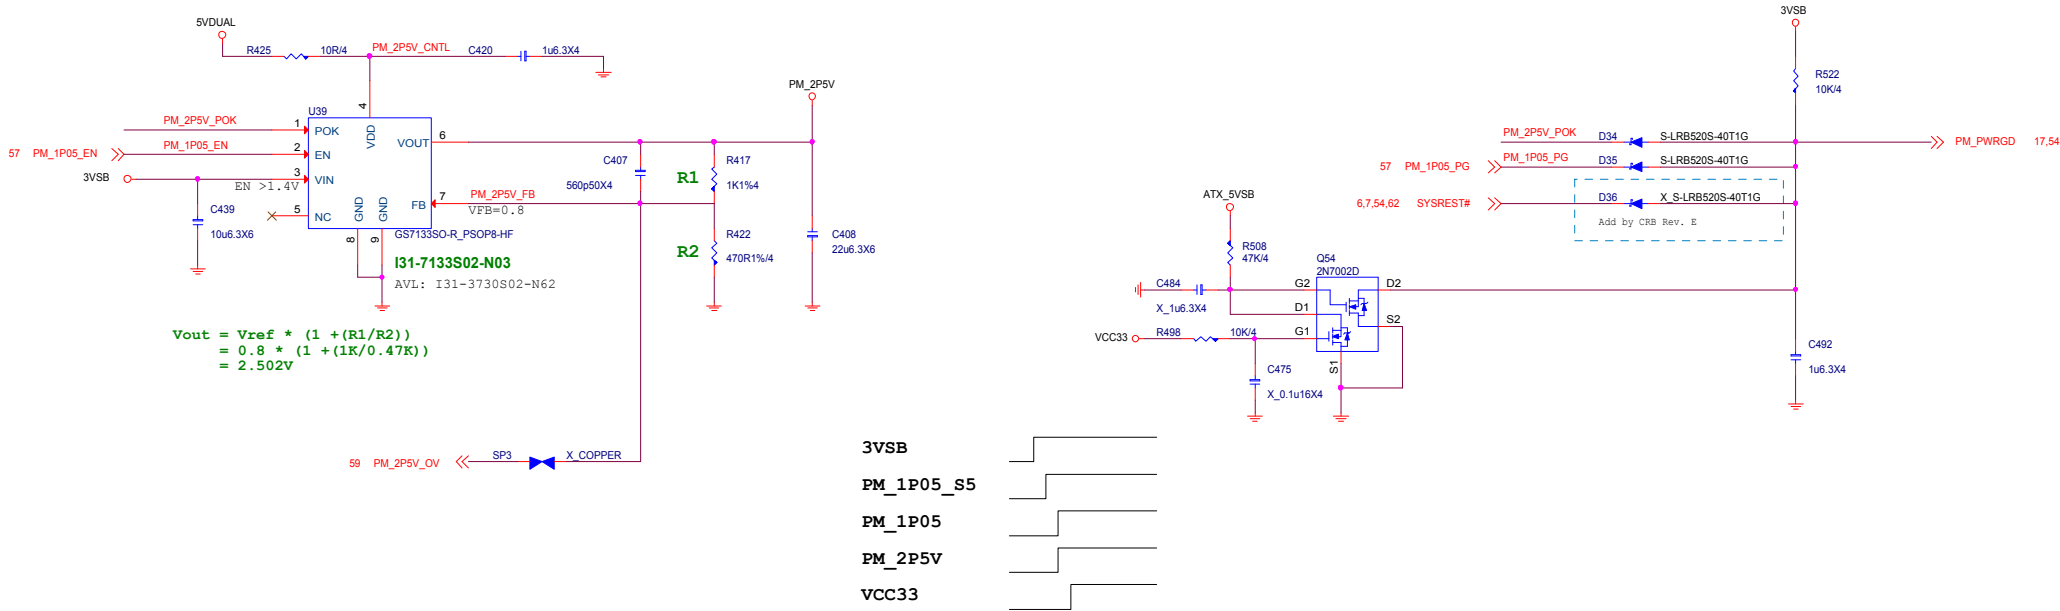 5VDUAL
R425
10R/4
PM_2P5V_CNTL
C420
1u6.3X4
U39
4
VDD
PM_2P5V_POK
1
POK
57 PM_1P05_EN
PM_1P05_EN
2
EN
3VSB
3
VIN
EN >1.4V
C439
10u6.3X6
5
NC
GND
GND
8
9
VOUT
6
FB
7
PM_2P5V_FB
VFB=0.8
GS7133SO-R_PSOP8-HF
I31-7133S02-N03
AVL: I31-3730S02-N62
C407
560p50X4
R1
R417
1K1%4
R2
R422
470R1%/4
PM_2P5V
C408
22u6.3X6
Vout = Vref * (1 +(R1/R2))
= 0.8 * (1 +(1K/0.47K))
= 2.502V
59 PM_2P5V_OV
SP3
X_COPPER
3VSB
R522
10K/4
PM_2P5V_POK
D34
S-LRB520S-40T1G
PM_PWRGD 17,54
57 PM_1P05_PG
PM_1P05_PG
D35
S-LRB520S-40T1G
6,7,54,62 SYSREST#
D36
X_S-LRB520S-40T1G
Add by CRB Rev. E
ATX_5VSB
R508
47K/4
C484
X_1u6.3X4
Q54
2N7002D
G2
D2
D1
S2
G1
S1
VCC33
R498
10K/4
C475
X_0.1u16X4
C492
1u6.3X4
3VSB
PM_1P05_S5
PM_1P05
PM_2P5V
VCC33